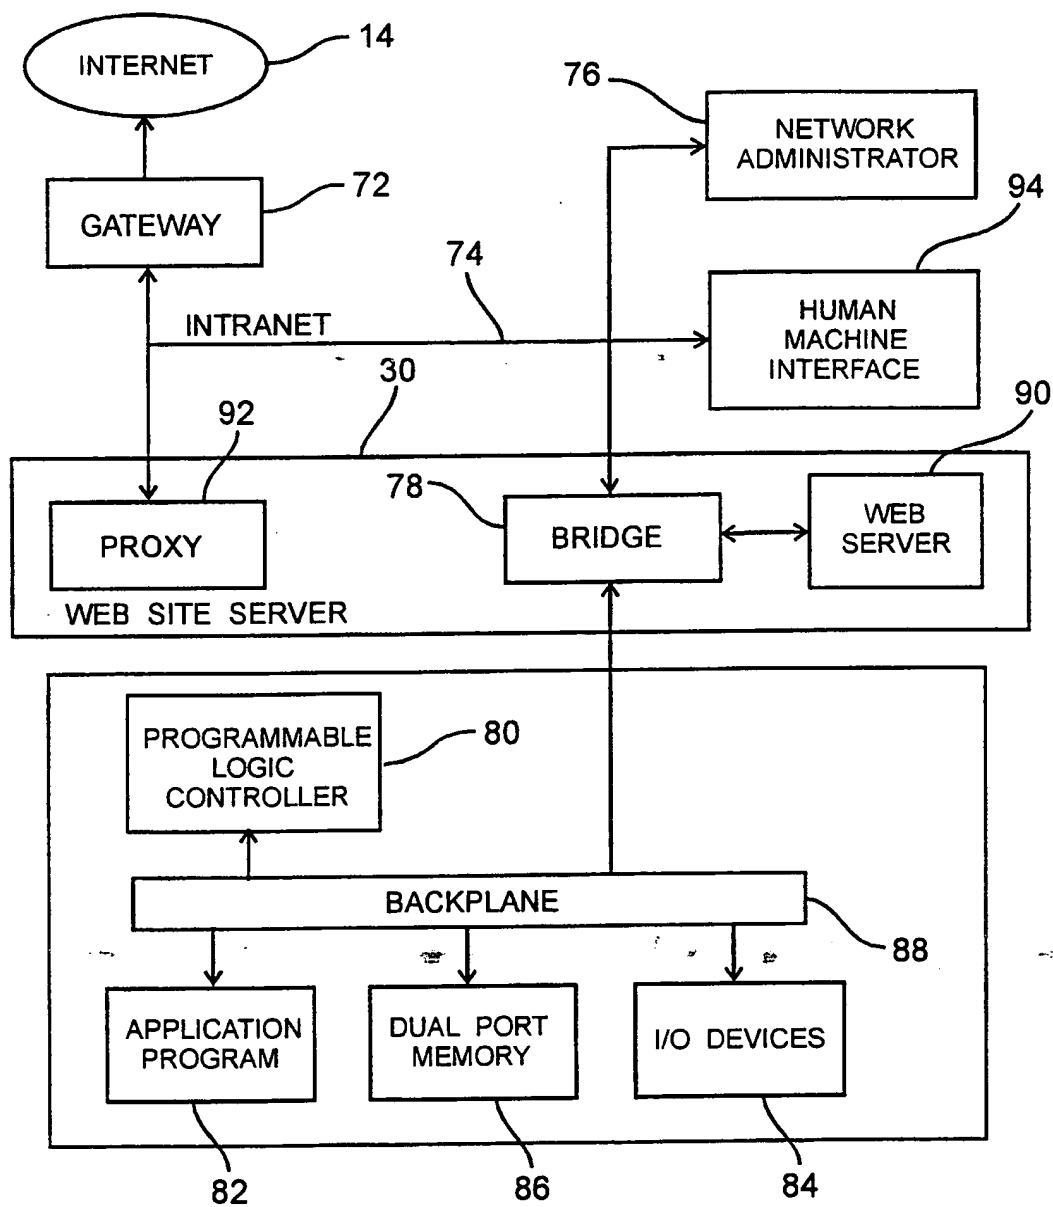 INTERNET
14
76
NETWORK
ADMINISTRATOR
72
GATEWAY
94
74
INTRANET
HUMAN
MACHINE
INTERFACE
30
92
90
78
PROXY
BRIDGE
WEB
SERVER
WEB SITE SERVER
PROGRAMMABLE
LOGIC
CONTROLLER
80
BACKPLANE
88
APPLICATION
PROGRAM
DUAL PORT
MEMORY
I/O DEVICES
82
86
84